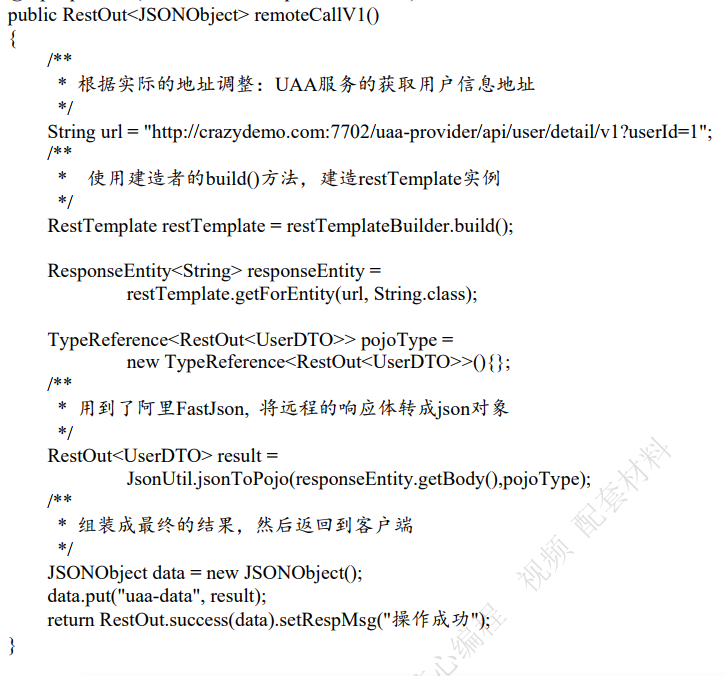 public RestOut<JSONObject> remoteCallV1()
{
/**
* 根据实际的地址调整：UAA服务的获取用户信息地址
*/
String url = "http://crazydemo.com:7702/uaa-provider/api/user/detail/v1?userId=1";
/**
* 使用建造者的build()方法，建造restTemplate实例
*/
RestTemplate restTemplate = restTemplateBuilder.build();
ResponseEntity<String> responseEntity =
restTemplate.getForEntity(url, String.class);
TypeReference<RestOut<UserDTO>> pojoType =
new TypeReference<RestOut<UserDTO>>(){};
/**
* 用到了阿里FastJson, 将远程的响应体转成json对象
*/
RestOut<UserDTO> result =
JsonUtil.jsonToPojo(responseEntity.getBody(),pojoType);
/**
* 组装成最终的结果，然后返回到客户端
*/
JSONObject data = new JSONObject();
data.put("uaa-data", result);
return RestOut.success(data).setRespMsg("操作成功");
}
心编程 视频 配套材料